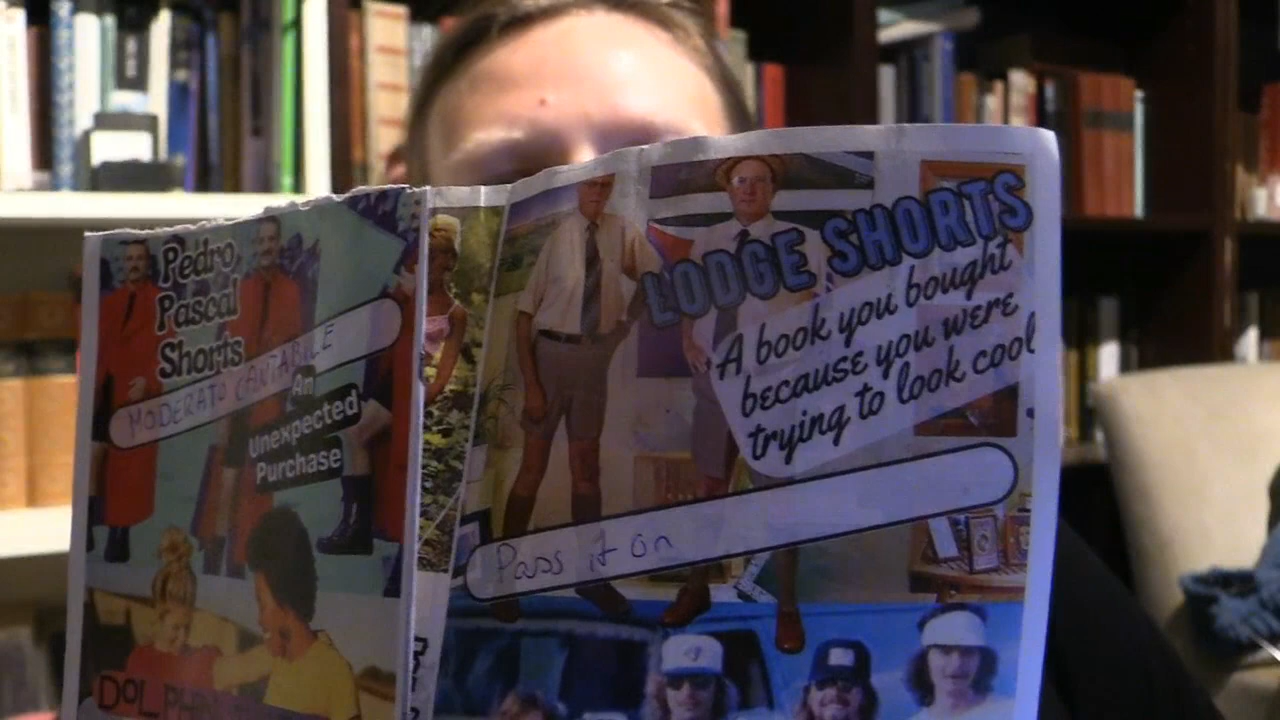 Pedro
Pascal
Shorts
MODERATO CANTABILE
An
Unexpected
Purchase
LODGE SHORTS
A book you bought
because you were
trying to look cool
Pass it on
DOLPHIN